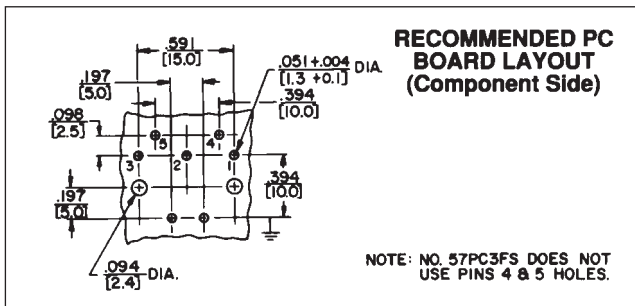 RECOMMENDED PC
BOARD LAYOUT
(Component Side)
.591
[15.0]
.197
[5.0]
.051+.004 DIA.
[1.3 +0.1]
.394
[10.0]
.098
[2.5]
5
4
3
2
1
.394
[10.0]
.197
[5.0]
.094 DIA.
[2.4]
NOTE: NO. 57PC3FS DOES NOT
USE PINS 4 & 5 HOLES.